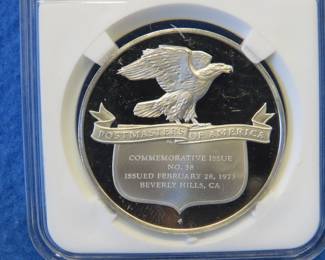 POSTMASTERS OF AMERICA
COMMEMORATIVE ISSUE
NO. 38
ISSUED FEBRUARY 28, 1973
BEVERLY HILLS, CA